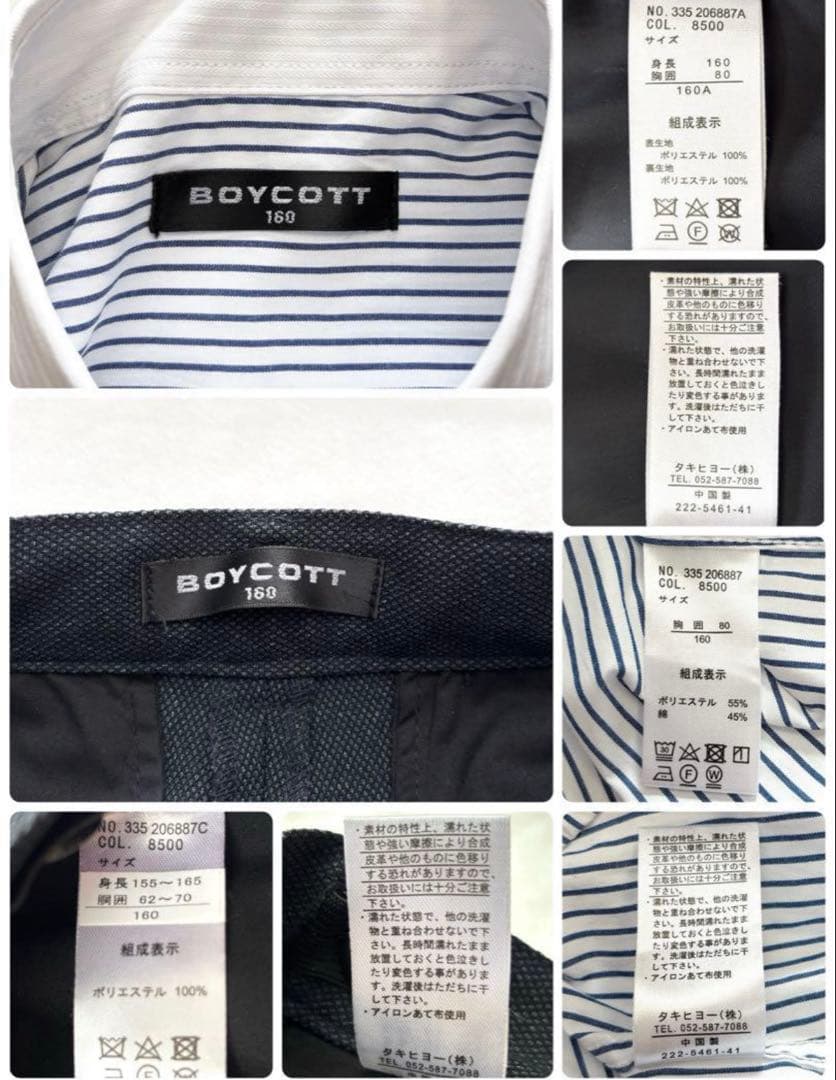 BOYCOTT
160
NO. 335 206887A
COL. 8500
サイズ
身長 160
胸囲 80
160A
組成表示
表生地
ポリエステル 100%
裏生地
ポリエステル 100%
F
W
・素材の特性上、濡れた状
態や強い摩擦により合成
皮革や他のものに色移り
する恐れがありますので、
お取扱いには十分ご注意
下さい。
・濡れた状態で、他の洗濯
物と重ね合わせないで下
さい。長時間濡れたまま
放置しておくと色泣きし
たり変色する事がありま
す。洗濯後はただちに干
して下さい。
・アイロンあて布使用
タキヒヨー(株)
TEL. 052-587-7088
中国製
222-5461-41
BOYCOTT
160
NO. 335 206887
COL. 8500
サイズ
胸囲 80
160
組成表示
ポリエステル 55%
綿 45%
30
F
W
NO. 335 206887C
COL. 8500
サイズ
身長 155～165
胴囲 62～70
160
組成表示
ポリエステル 100%
・素材の特性上、濡れた状
態や強い摩擦により合成
皮革や他のものに色移り
する恐れがありますので、
お取扱いには十分ご注意
下さい。
・濡れた状態で、他の洗濯
物と重ね合わせないで下
さい。長時間濡れたまま
放置しておくと色泣きし
たり変色する事がありま
す。洗濯後はただちに干
して下さい。
・アイロンあて布使用
タキヒヨー(株)
TEL. 052-587-7088
・素材の特性上、濡れた状
態や強い摩擦により合成
皮革や他のものに色移り
する恐れがありますので、
お取扱いには十分ご注意
下さい。
・濡れた状態で、他の洗濯
物と重ね合わせないで下
さい。長時間濡れたまま
放置しておくと色泣きし
たり変色する事がありま
す。洗濯後はただちに干
して下さい。
・アイロンあて布使用
タキヒヨー(株)
TEL. 052-587-7088
中国製
222-5461-41